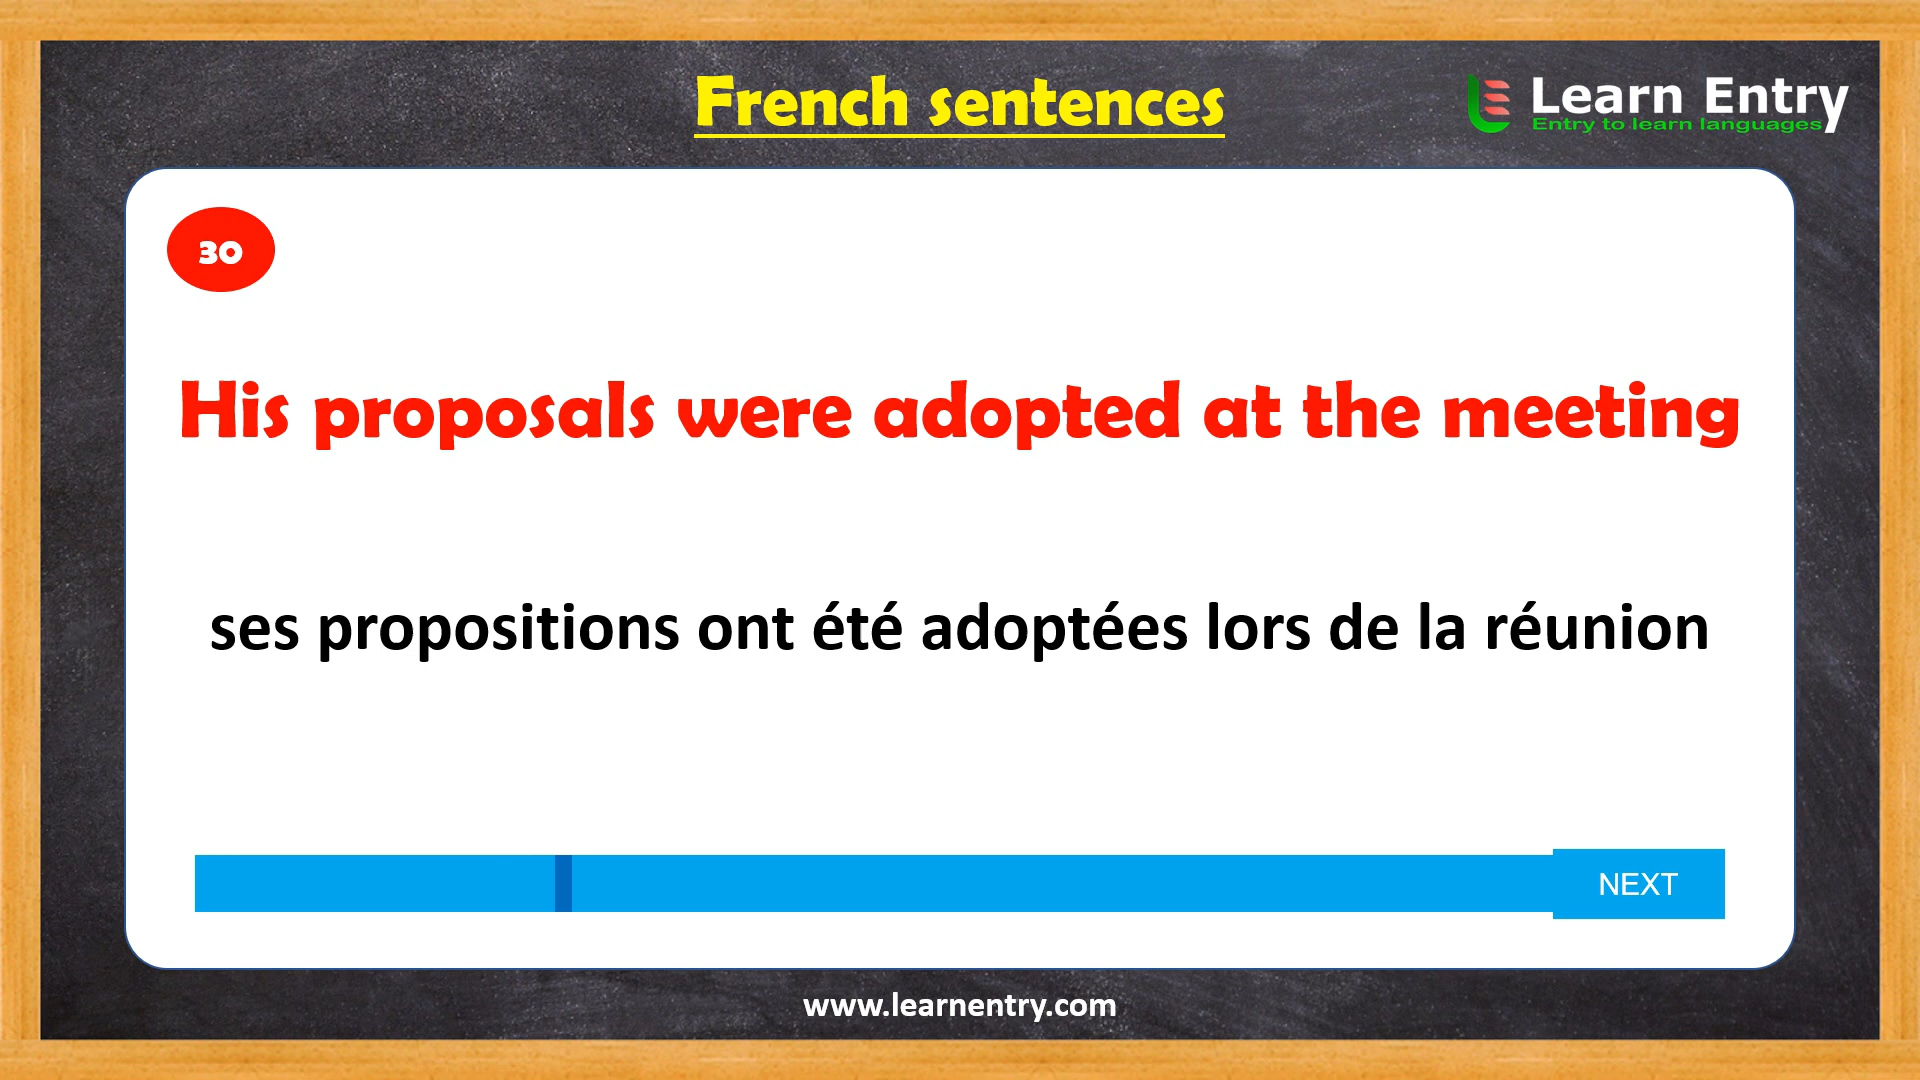 French sentences
Learn Entry
Entry to learn languages
30
His proposals were adopted at the meeting
ses propositions ont été adoptées lors de la réunion
NEXT
www.learnentry.com